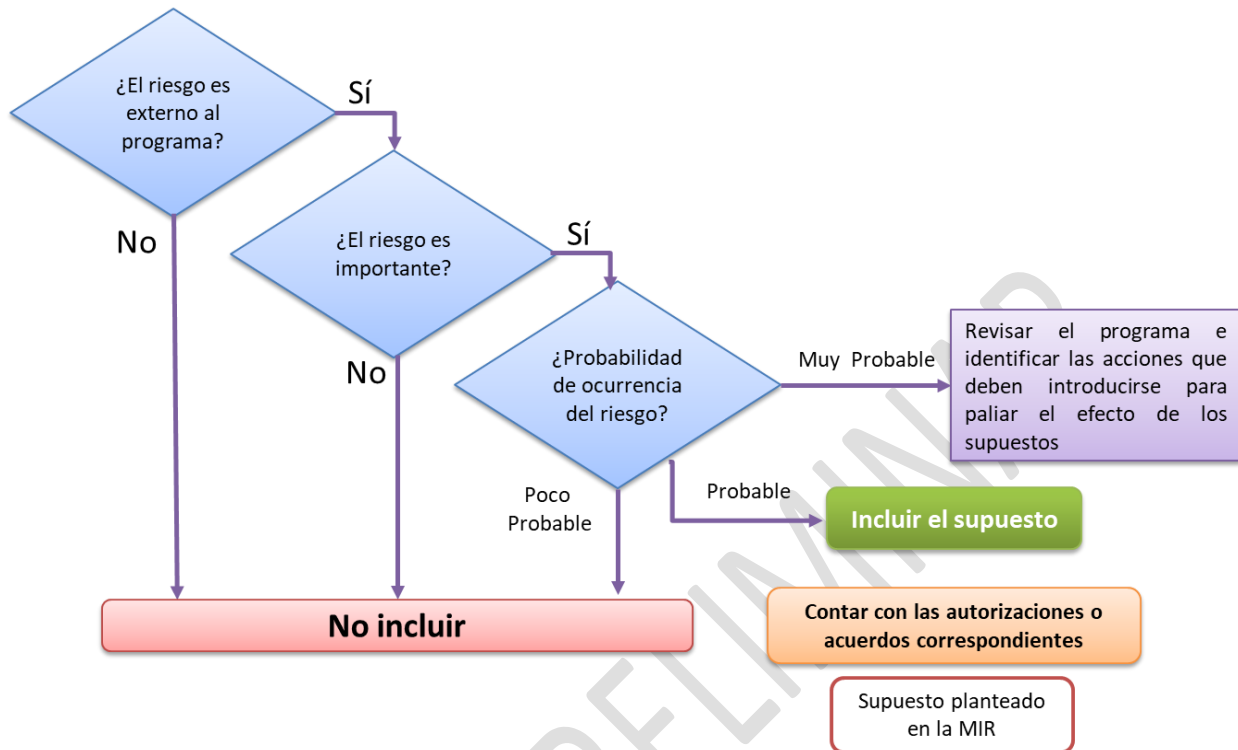 ¿El riesgo es
externo al
programa?
Sí
No
¿El riesgo es
importante?
Sí
No
¿Probabilidad
de ocurrencia
del riesgo?
Muy Probable
Revisar el programa e
identificar las acciones que
deben introducirse para
paliar el efecto de los
supuestos
Poco
Probable
Probable
Incluir el supuesto
No incluir
Contar con las autorizaciones o
acuerdos correspondientes
Supuesto planteado
en la MIR